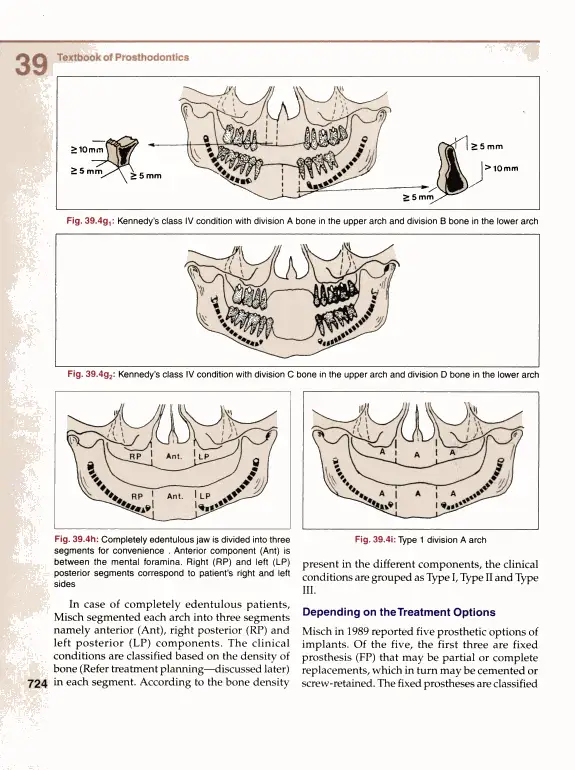 39
Textbook of Prosthodontics
≥ 10mm
≥ 5 mm
≥ 5 mm
≥ 5 mm
> 10mm
≥ 5 mm
Fig. 39.4g₁: Kennedy's class IV condition with division A bone in the upper arch and division B bone in the lower arch
Fig. 39.4g₂: Kennedy's class IV condition with division C bone in the upper arch and division D bone in the lower arch
RP Ant. LP
RP Ant. LP
Fig. 39.4h: Completely edentulous jaw is divided into three
segments for convenience . Anterior component (Ant) is
between the mental foramina. Right (RP) and left (LP)
posterior segments correspond to patient's right and left
sides
In case of completely edentulous patients,
Misch segmented each arch into three segments
namely anterior (Ant), right posterior (RP) and
left posterior (LP) components. The clinical
conditions are classified based on the density of
bone (Refer treatment planning—discussed later)
in each segment. According to the bone density
A A A
A A A
Fig. 39.4i: Type 1 division A arch
present in the different components, the clinical
conditions are grouped as Type I, Type II and Type
III.
Depending on the Treatment Options
Misch in 1989 reported five prosthetic options of
implants. Of the five, the first three are fixed
prosthesis (FP) that may be partial or complete
replacements, which in turn may be cemented or
screw-retained. The fixed prostheses are classified
724